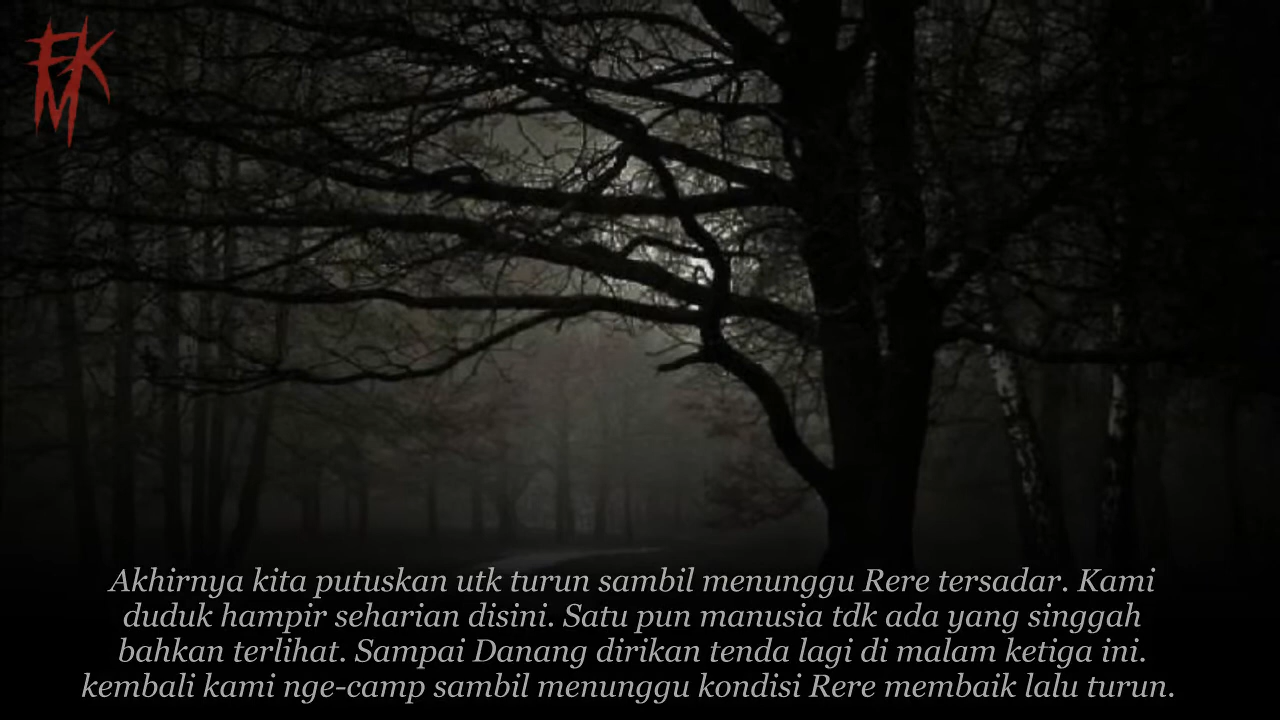 FKM
Akhirnya kita putuskan utk turun sambil menunggu Rere tersadar. Kami
duduk hampir seharian disini. Satu pun manusia tdk ada yang singgah
bahkan terlihat. Sampai Danang dirikan tenda lagi di malam ketiga ini.
kembali kami nge-camp sambil menunggu kondisi Rere membaik lalu turun.